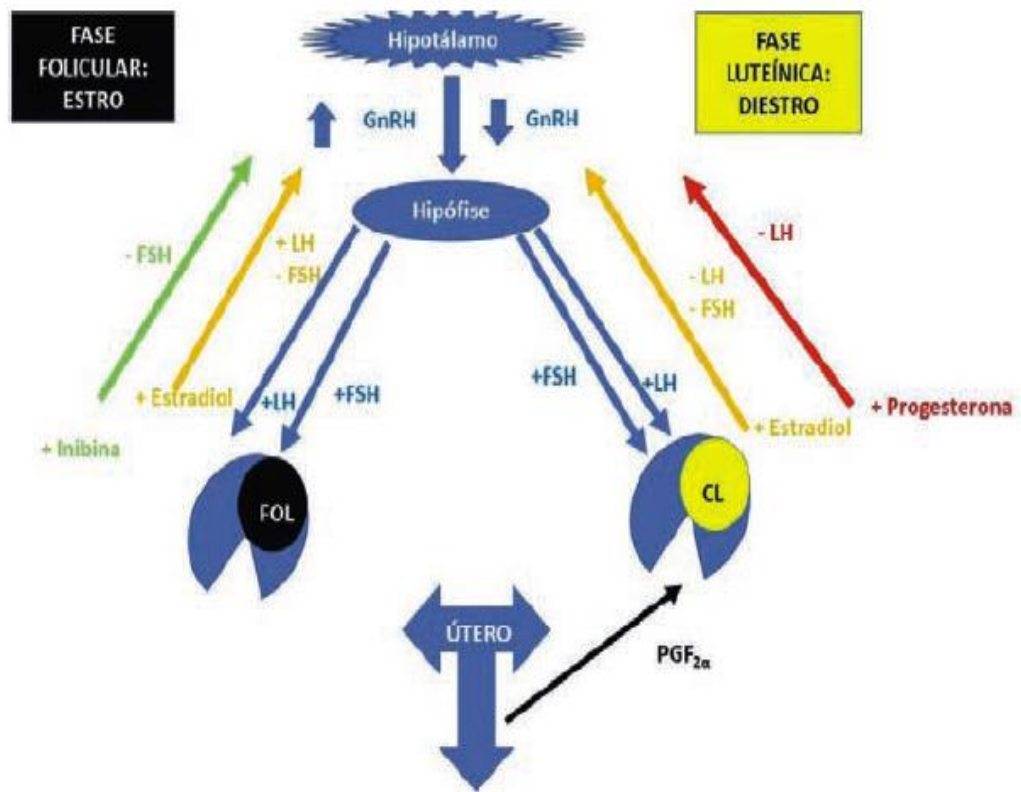 FASE
FOLICULAR:
ESTRO
Hipotálamo
FASE
LUTEÍNICA:
DIESTRO
GnRH
GnRH
Hipófise
- FSH
+ LH
- FSH
- LH
- LH
- FSH
+ Inibina
+ Estradiol
+LH
+FSH
+FSH
+LH
+ Estradiol
+ Progesterona
FOL
CL
ÚTERO
PGF2α